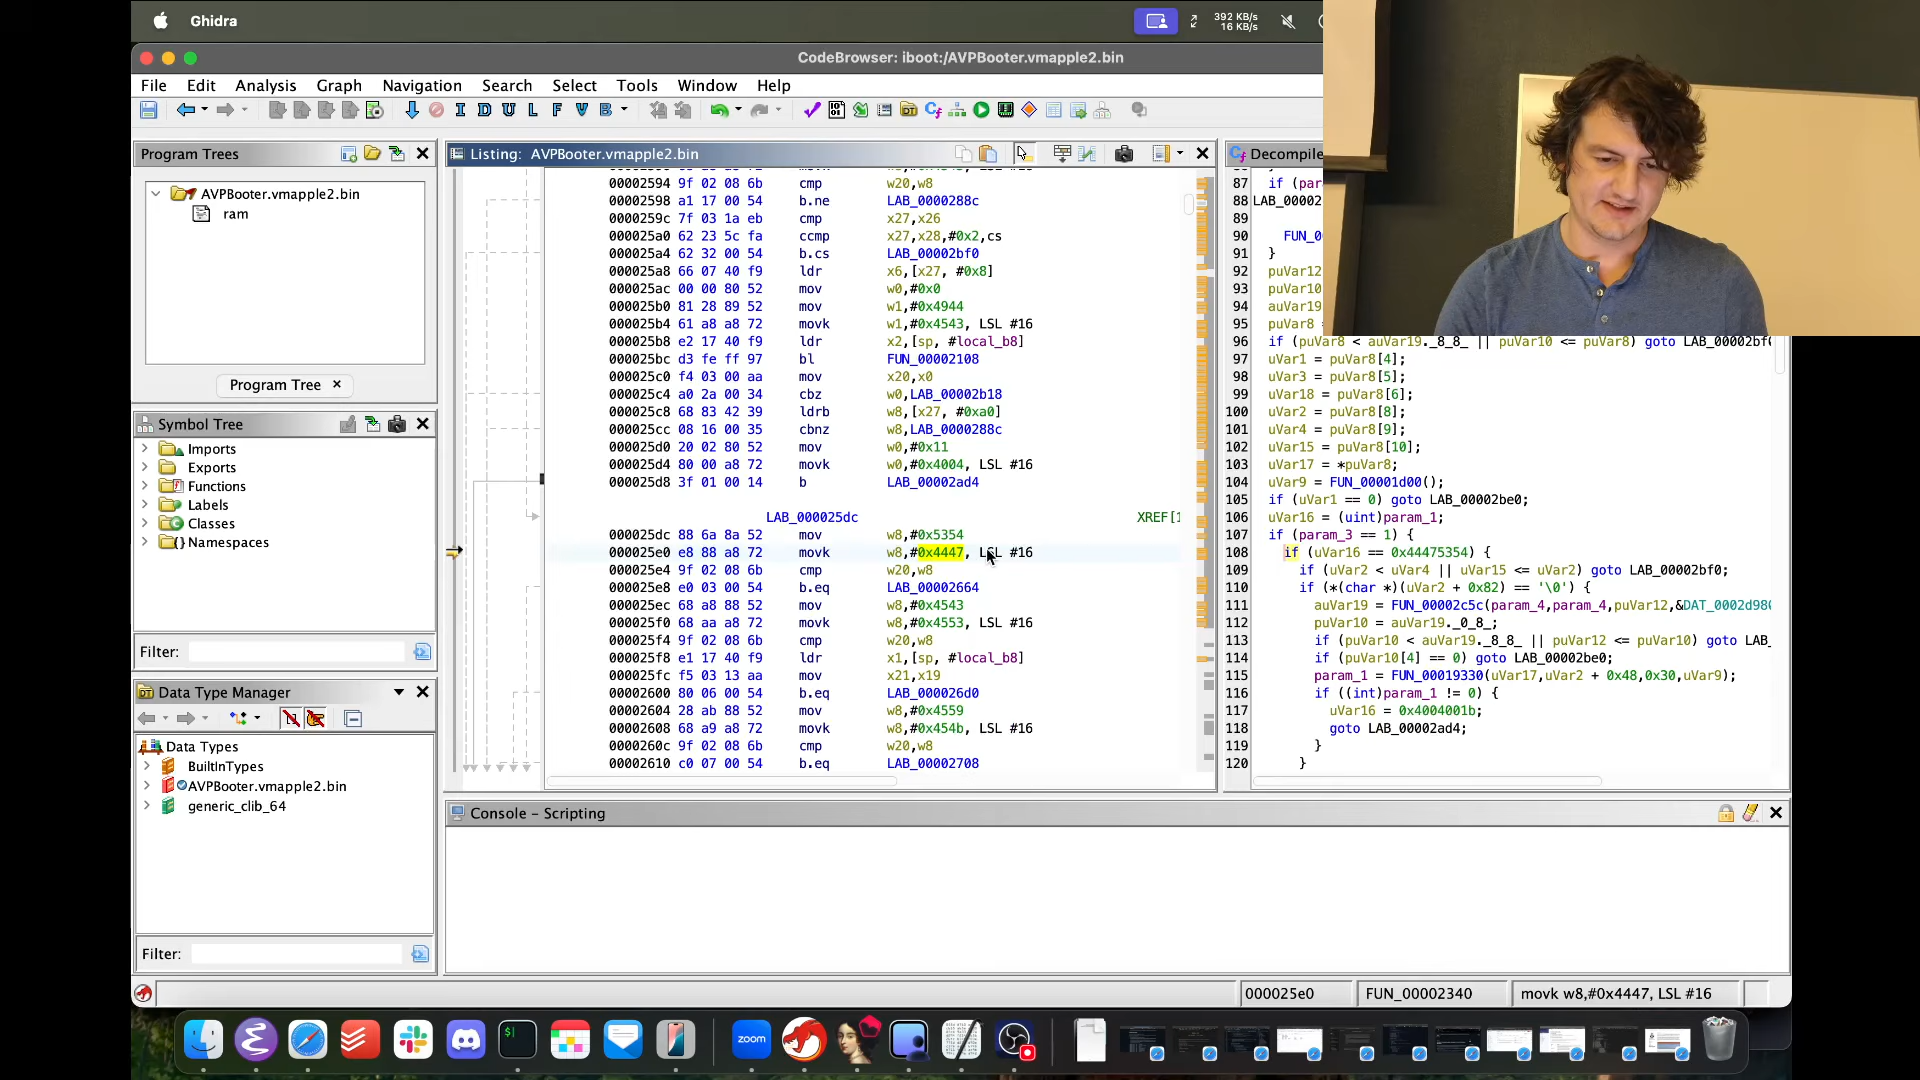 Ghidra
392 KB/s
16 KB/s
CodeBrowser: iboot:/AVPBooter.vmapple2.bin
File Edit Analysis Graph Navigation Search Select Tools Window Help
I D U L F V B
Program Trees
AVPBooter.vmapple2.bin
ram
Program Tree
Symbol Tree
Imports
Exports
Functions
Labels
Classes
Namespaces
Filter:
Data Type Manager
Data Types
BuiltInTypes
AVPBooter.vmapple2.bin
generic_clib_64
Filter:
Listing: AVPBooter.vmapple2.bin
00002594 9f 02 08 6b cmp w20,w8
00002598 a1 17 00 54 b.ne LAB_0000288c
0000259c 7f 03 1a eb cmp x27,x26
000025a0 62 23 5c fa ccmp x27,x28,#0x2,cs
000025a4 62 32 00 54 b.cs LAB_00002bf0
000025a8 66 07 40 f9 ldr x6,[x27, #0x8]
000025ac 00 00 80 52 mov w0,#0x0
000025b0 81 28 89 52 mov w1,#0x4944
000025b4 61 a8 a8 72 movk w1,#0x4543, LSL #16
000025b8 e2 17 40 f9 ldr x2,[sp, #local_b8]
000025bc d3 fe ff 97 bl FUN_00002108
000025c0 f4 03 00 aa mov x20,x0
000025c4 a0 2a 00 34 cbz w0,LAB_00002b18
000025c8 68 83 42 39 ldrb w8,[x27, #0xa0]
000025cc 08 16 00 35 cbnz w8,LAB_0000288c
000025d0 20 02 80 52 mov w0,#0x11
000025d4 80 00 a8 72 movk w0,#0x4004, LSL #16
000025d8 3f 01 00 14 b LAB_00002ad4
LAB_000025dc XREF[1
000025dc 88 6a 8a 52 mov w8,#0x5354
000025e0 e8 88 a8 72 movk w8,#0x4447, LSL #16
000025e4 9f 02 08 6b cmp w20,w8
000025e8 e0 03 00 54 b.eq LAB_00002664
000025ec 68 a8 88 52 mov w8,#0x4543
000025f0 68 aa a8 72 movk w8,#0x4553, LSL #16
000025f4 9f 02 08 6b cmp w20,w8
000025f8 e1 17 40 f9 ldr x1,[sp, #local_b8]
000025fc f5 03 13 aa mov x21,x19
00002600 80 06 00 54 b.eq LAB_000026d0
00002604 28 ab 88 52 mov w8,#0x4559
00002608 68 a9 a8 72 movk w8,#0x454b, LSL #16
0000260c 9f 02 08 6b cmp w20,w8
00002610 c0 07 00 54 b.eq LAB_00002708
Decompile
87 if (par
88 LAB_00002
89
90 FUN_0
91 }
92 puVar12
93 puVar10
94 auVar19
95 puVar8 =
96 if (puVar8 < auVar19._8_8_ || puVar10 <= puVar8) goto LAB_00002bf
97 uVar1 = puVar8[4];
98 uVar3 = puVar8[5];
99 uVar18 = puVar8[6];
100 uVar2 = puVar8[8];
101 uVar4 = puVar8[9];
102 uVar15 = puVar8[10];
103 uVar17 = *puVar8;
104 uVar9 = FUN_00001d00();
105 if (uVar1 == 0) goto LAB_00002be0;
106 uVar16 = (uint)param_1;
107 if (param_3 == 1) {
108 if (uVar16 == 0x44475354) {
109 if (uVar2 < uVar4 || uVar15 <= uVar2) goto LAB_00002bf0;
110 if (*(char *)(uVar2 + 0x82) == '\0') {
111 auVar19 = FUN_00002c5c(param_4,param_4,puVar12,&DAT_0002d980
112 puVar10 = auVar19._0_8_;
113 if (puVar10 < auVar19._8_8_ || puVar12 <= puVar10) goto LAB_
114 if (puVar10[4] == 0) goto LAB_00002be0;
115 param_1 = FUN_00019330(uVar17,uVar2 + 0x48,0x30,uVar9);
116 if ((int)param_1 != 0) {
117 uVar16 = 0x4004001b;
118 goto LAB_00002ad4;
119 }
120 }
Console - Scripting
000025e0 FUN_00002340 movk w8,#0x4447, LSL #16
zoom